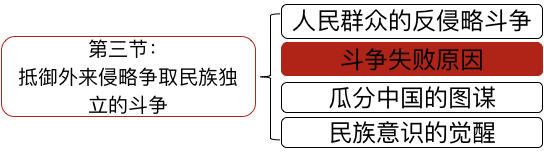 第三节：
抵御外来侵略争取民族独
立的斗争
人民群众的反侵略斗争
斗争失败原因
瓜分中国的图谋
民族意识的觉醒